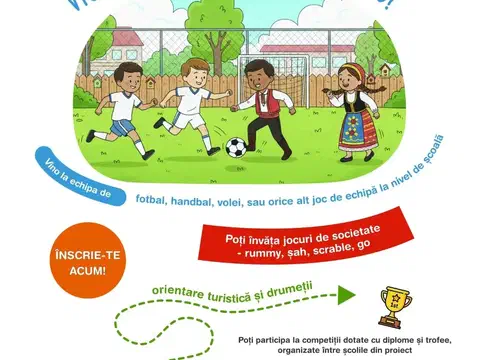 Vino la echipa de
fotbal, handbal, volei, sau orice alt joc de echipă la nivel de școală
Poți învăța jocuri de societate
- rummy, șah, scrable, go
ÎNSCRIE-TE
ACUM!
orientare turistică și drumeții
1st
Poți participa la competiții dotate cu diplome și trofee,
organizate între școlile din proiect